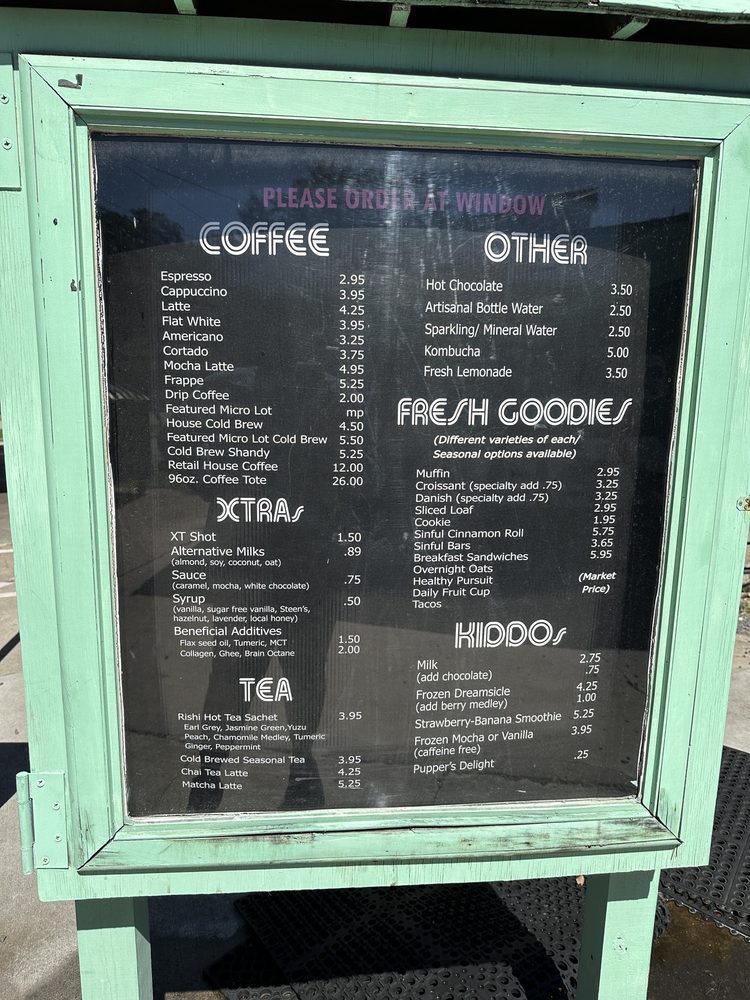 PLEASE ORDER AT WINDOW
COFFEE
Espresso 2.95
Cappuccino 3.95
Latte 4.25
Flat White 3.95
Americano 3.25
Cortado 3.75
Mocha Latte 4.95
Frappe 5.25
Drip Coffee 2.00
Featured Micro Lot mp
House Cold Brew 4.50
Featured Micro Lot Cold Brew 5.50
Cold Brew Shandy 5.25
Retail House Coffee 12.00
96oz. Coffee Tote 26.00
XTRAs
XT Shot 1.50
Alternative Milks .89
(almond, soy, coconut, oat)
Sauce .75
(caramel, mocha, white chocolate)
Syrup .50
(vanilla, sugar free vanilla, Steen's,
hazelnut, lavender, local honey)
Beneficial Additives
Flax seed oil, Tumeric, MCT 1.50
Collagen, Ghee, Brain Octane 2.00
TEA
Rishi Hot Tea Sachet 3.95
Earl Grey, Jasmine Green,Yuzu
Peach, Chamomile Medley, Tumeric
Ginger, Peppermint
Cold Brewed Seasonal Tea 3.95
Chai Tea Latte 4.25
Matcha Latte 5.25
OTHER
Hot Chocolate 3.50
Artisanal Bottle Water 2.50
Sparkling/ Mineral Water 2.50
Kombucha 5.00
Fresh Lemonade 3.50
FRESH GOODIES
(Different varieties of each/
Seasonal options available)
Muffin 2.95
Croissant (specialty add .75) 3.25
Danish (specialty add .75) 3.25
Sliced Loaf 2.95
Cookie 1.95
Sinful Cinnamon Roll 5.75
Sinful Bars 3.65
Breakfast Sandwiches 5.95
Overnight Oats
Healthy Pursuit (Market
Daily Fruit Cup Price)
Tacos
KIDDOs
Milk 2.75
(add chocolate) .75
Frozen Dreamsicle 4.25
(add berry medley) 1.00
Strawberry-Banana Smoothie 5.25
Frozen Mocha or Vanilla 3.95
(caffeine free)
Pupper's Delight .25